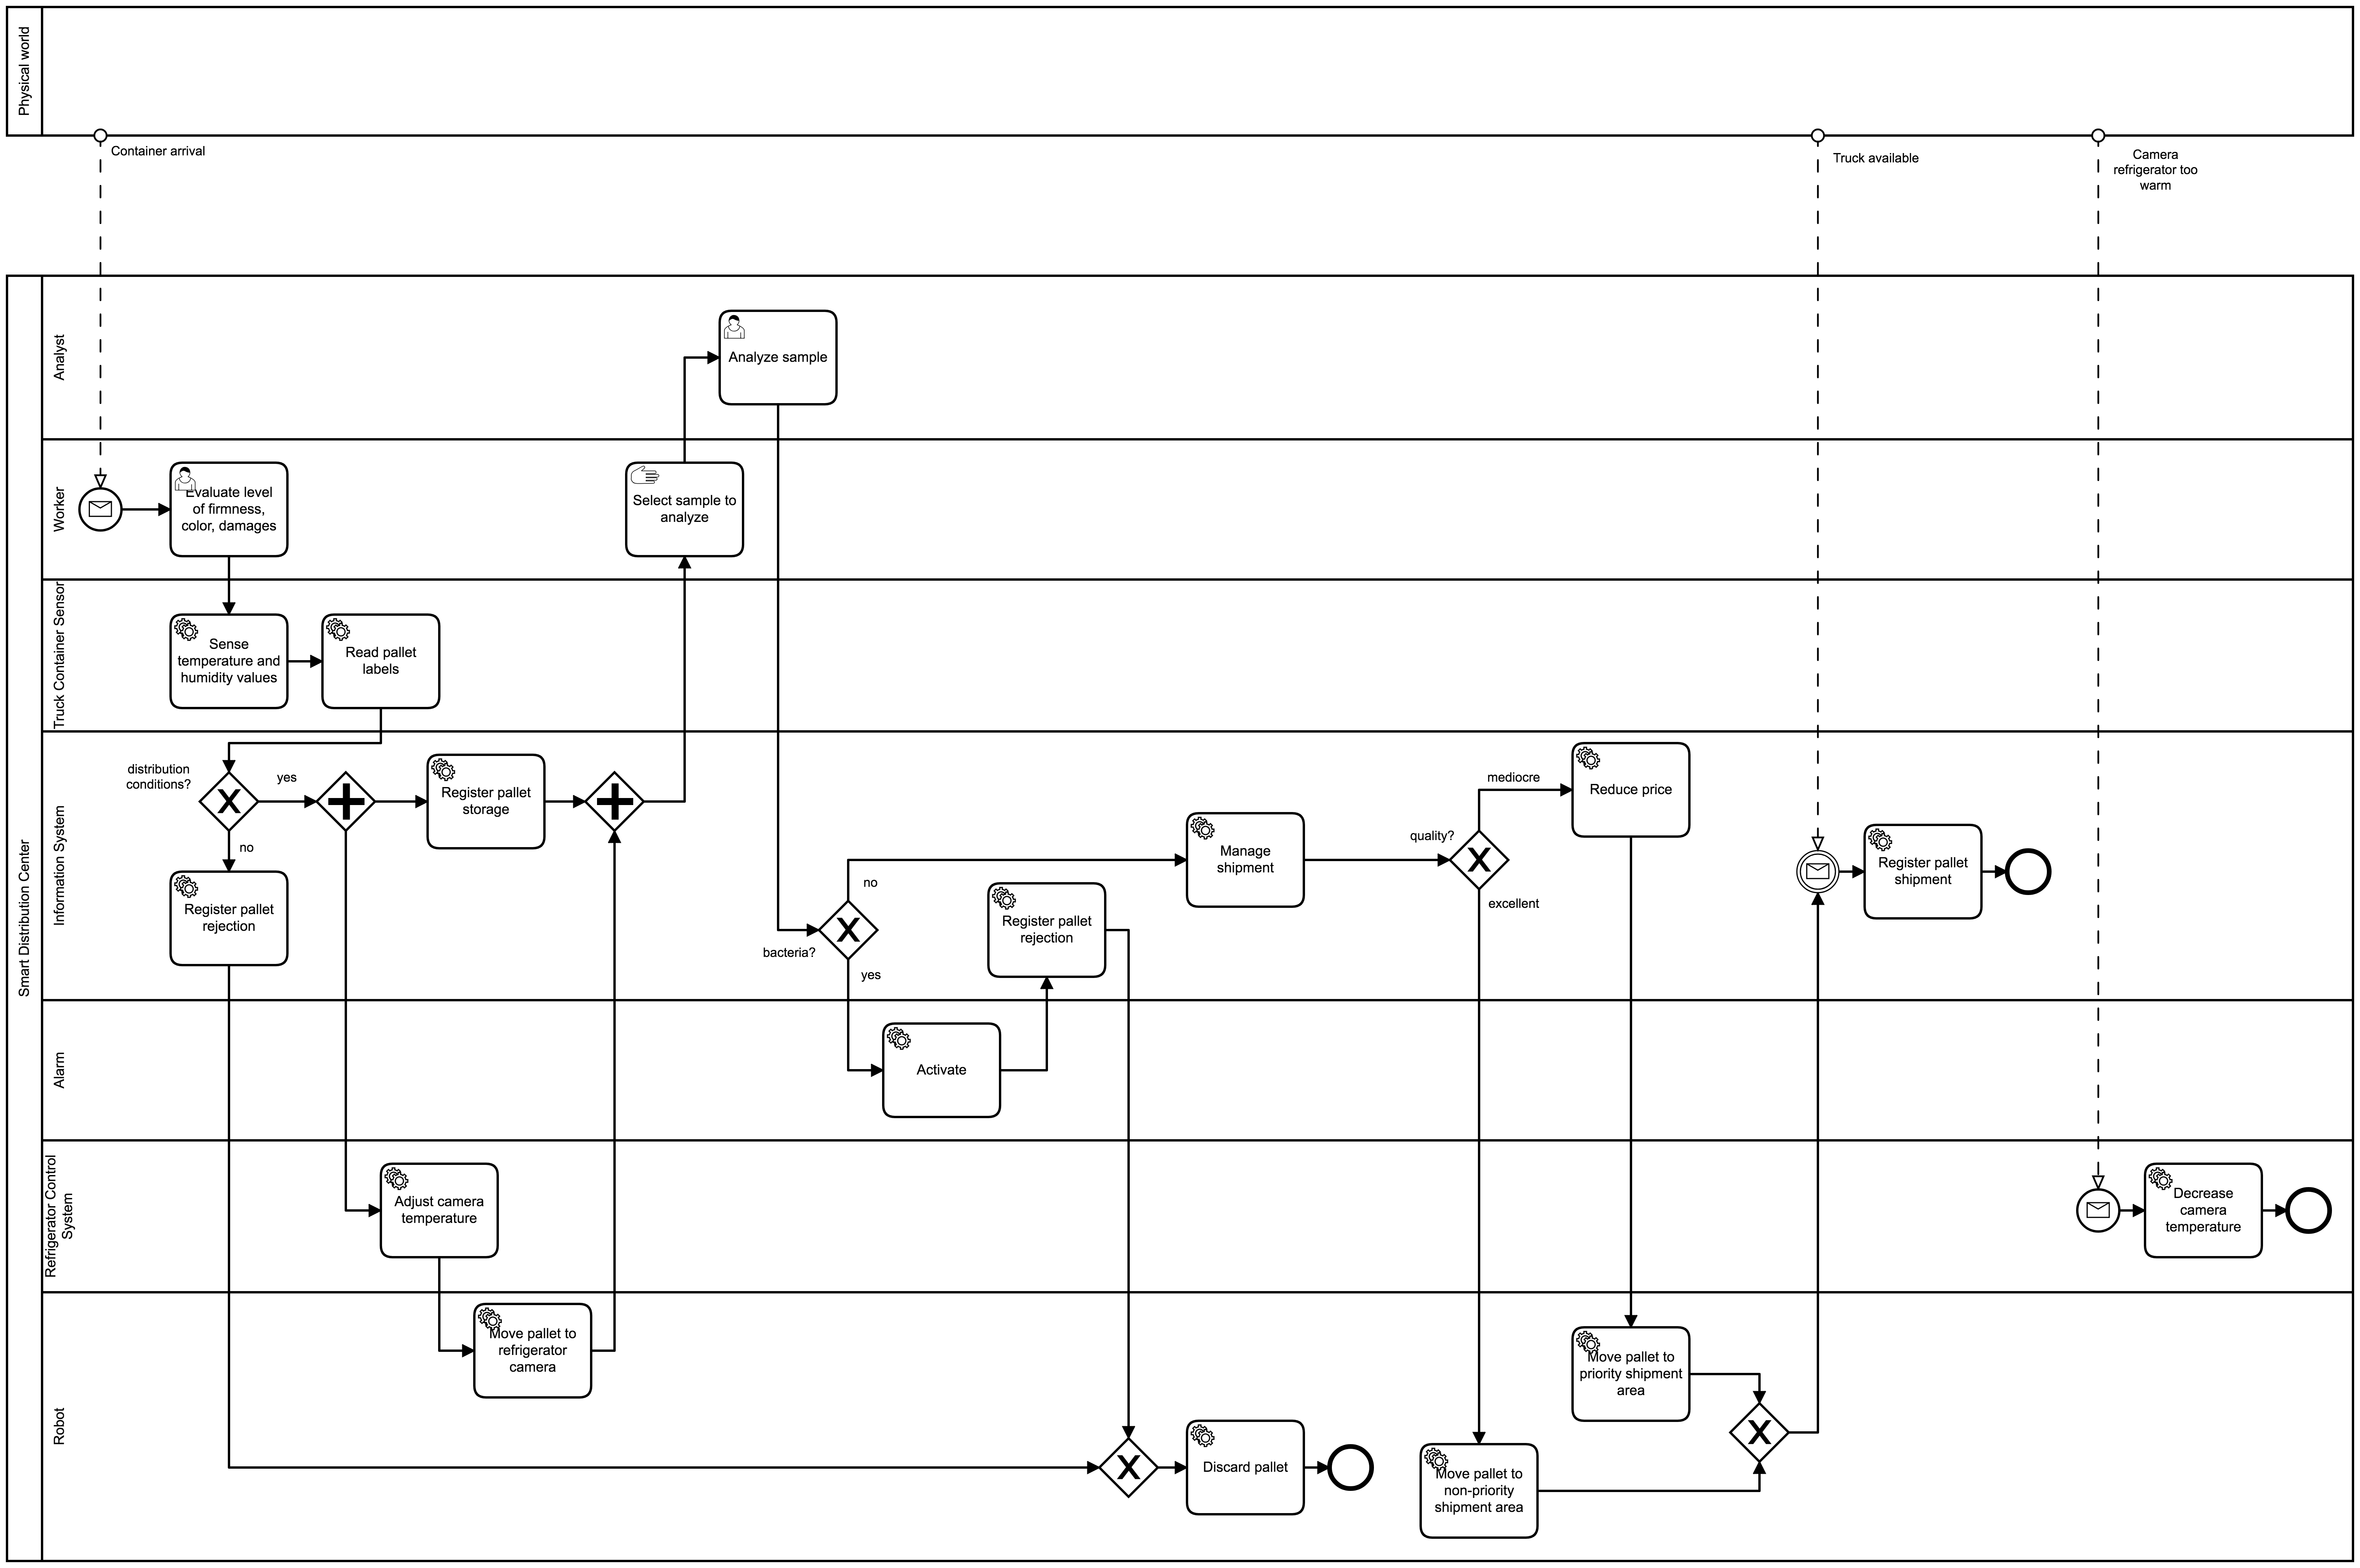 Physical world
Container arrival
Truck available
Camera
refrigerator too
warm
Smart Distribution Center
Analyst
Analyze sample
Worker
Evaluate level
of firmness,
color, damages
Select sample to
analyze
Truck Container Sensor
Sense
temperature and
humidity values
Read pallet
labels
Information System
distribution
conditions?
yes
no
Register pallet
storage
Register pallet
rejection
bacteria?
no
yes
Register pallet
rejection
Manage
shipment
quality?
mediocre
excellent
Reduce price
Register pallet
shipment
Alarm
Activate
Refrigerator Control
System
Adjust camera
temperature
Decrease
camera
temperature
Robot
Move pallet to
refrigerator
camera
Discard pallet
Move pallet to
non-priority
shipment area
Move pallet to
priority shipment
area